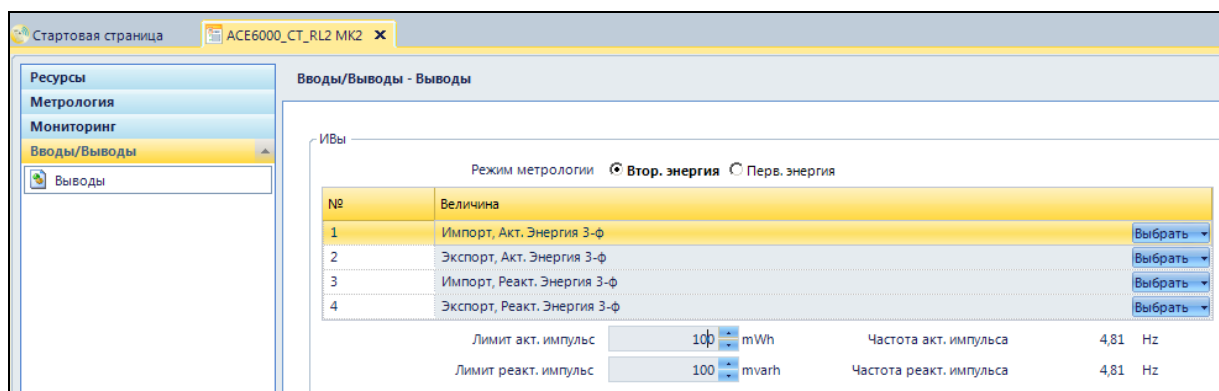 Стартовая страница ACE6000_CT_RL2 MK2
Ресурсы
Метрология
Мониторинг
Вводы/Выводы
Выводы
Вводы/Выводы - Выводы
ИВы
Режим метрологии Втор. энергия Перв. энергия
№ Величина
1 Импорт, Акт. Энергия 3-ф Выбрать
2 Экспорт, Акт. Энергия 3-ф Выбрать
3 Импорт, Реакт. Энергия 3-ф Выбрать
4 Экспорт, Реакт. Энергия 3-ф Выбрать
Лимит акт. импульс 100 mWh Частота акт. импульса 4,81 Hz
Лимит реакт. импульс 100 mvarh Частота реакт. импульса 4,81 Hz